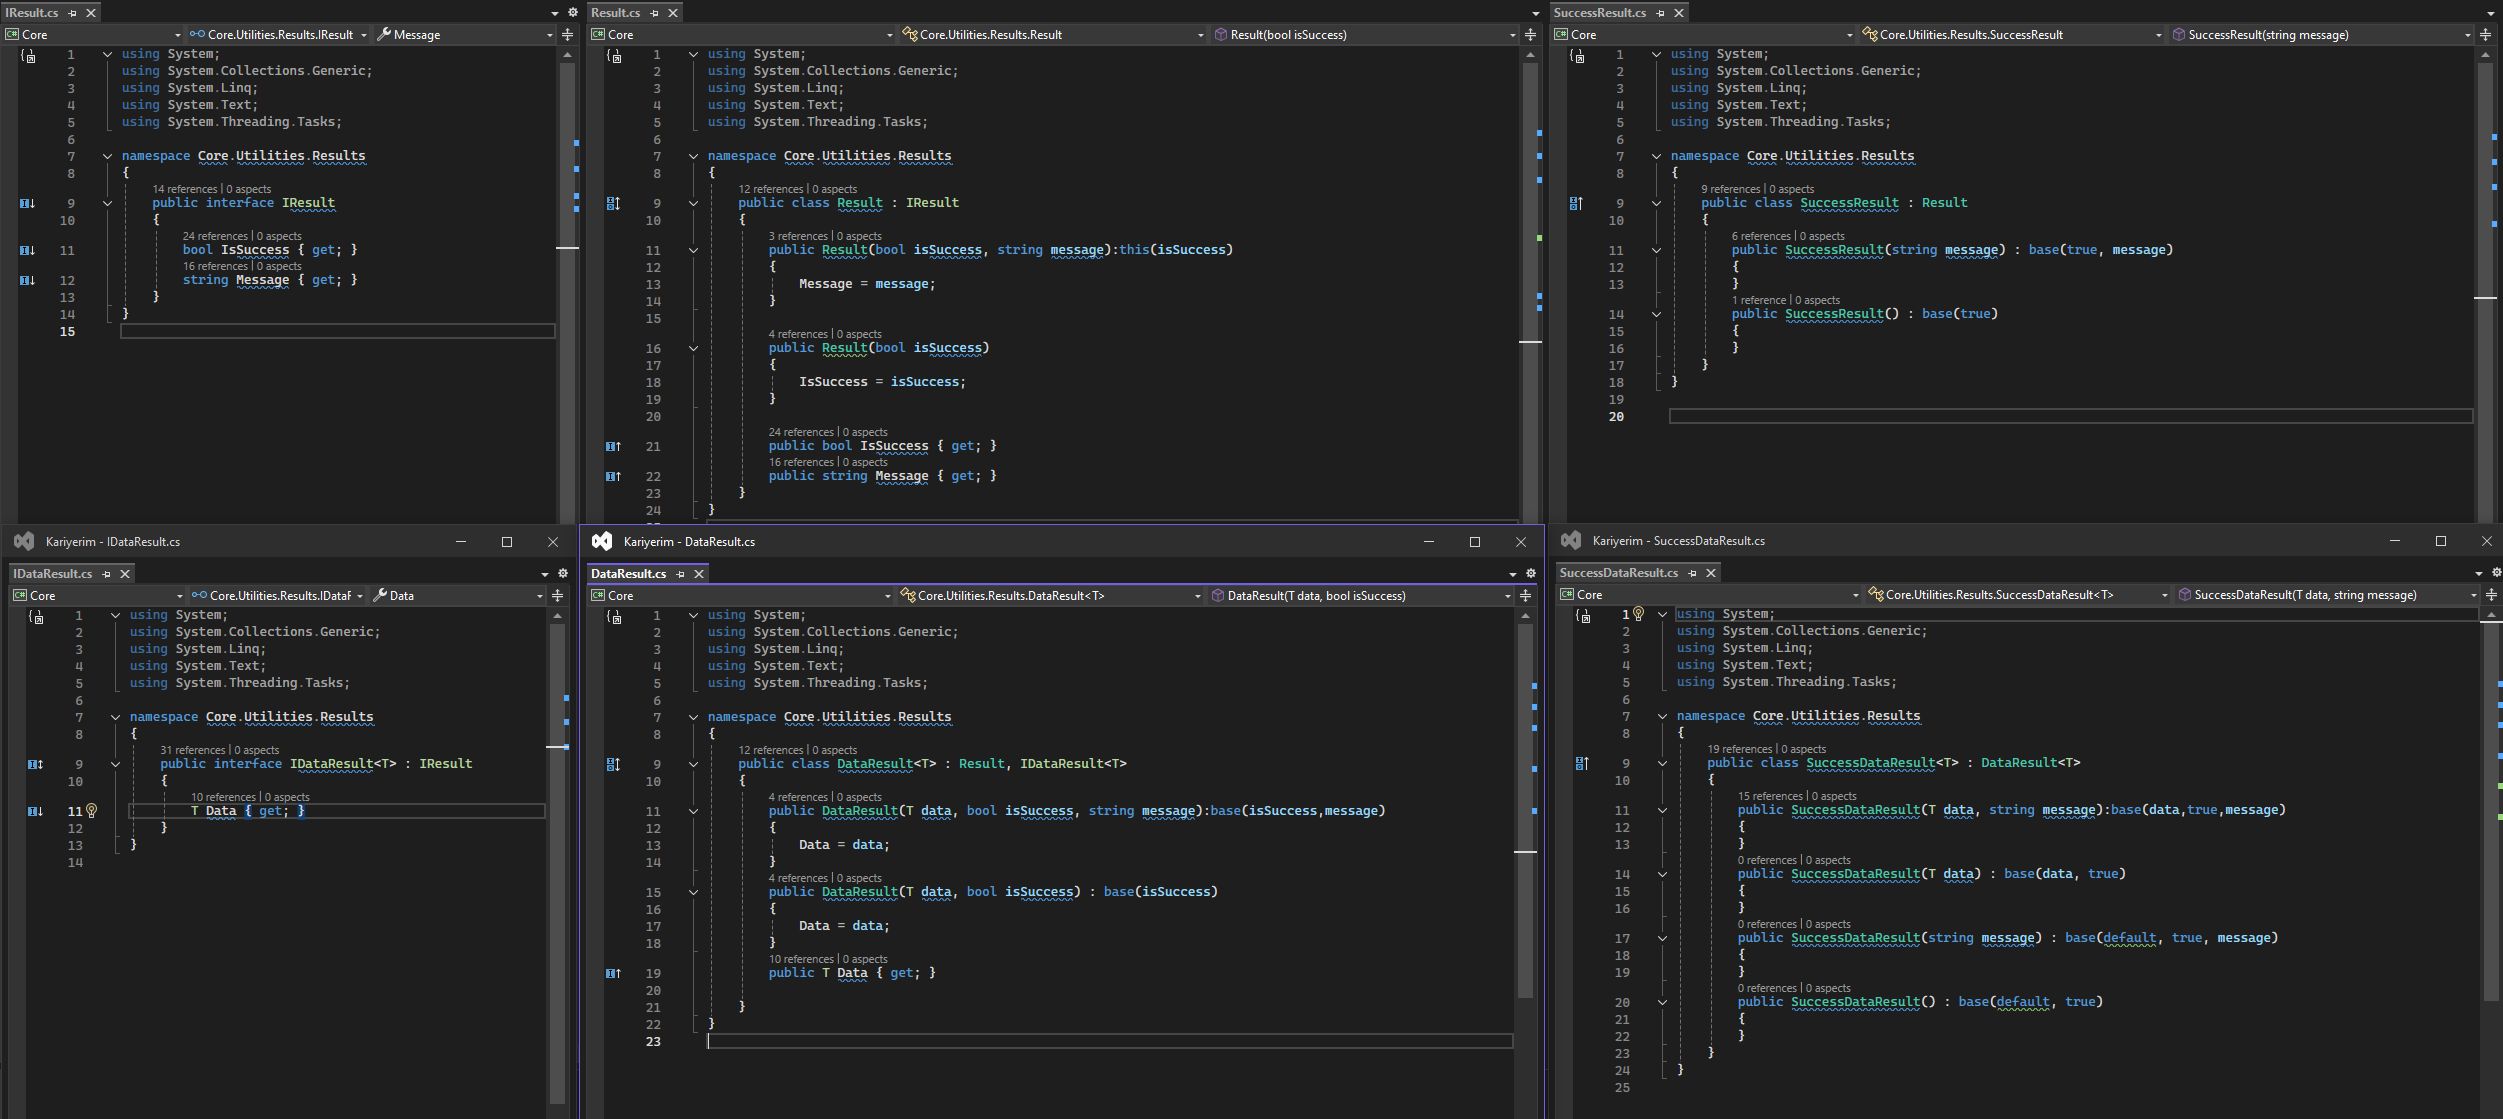 IResult.cs
Core
Core.Utilities.Results.IResult
Message
1 using System;
2 using System.Collections.Generic;
3 using System.Linq;
4 using System.Text;
5 using System.Threading.Tasks;
6
7 namespace Core.Utilities.Results
8 {
14 references | 0 aspects
9 public interface IResult
10 {
24 references | 0 aspects
11 bool IsSuccess { get; }
16 references | 0 aspects
12 string Message { get; }
13 }
14 }
15
Result.cs
Core
Core.Utilities.Results.Result
Result(bool isSuccess)
1 using System;
2 using System.Collections.Generic;
3 using System.Linq;
4 using System.Text;
5 using System.Threading.Tasks;
6
7 namespace Core.Utilities.Results
8 {
12 references | 0 aspects
9 public class Result : IResult
10 {
3 references | 0 aspects
11 public Result(bool isSuccess, string message):this(isSuccess)
12 {
13 Message = message;
14 }
15
4 references | 0 aspects
16 public Result(bool isSuccess)
17 {
18 IsSuccess = isSuccess;
19 }
20
24 references | 0 aspects
21 public bool IsSuccess { get; }
16 references | 0 aspects
22 public string Message { get; }
23 }
24 }
SuccessResult.cs
Core
Core.Utilities.Results.SuccessResult
SuccessResult(string message)
1 using System;
2 using System.Collections.Generic;
3 using System.Linq;
4 using System.Text;
5 using System.Threading.Tasks;
6
7 namespace Core.Utilities.Results
8 {
9 references | 0 aspects
9 public class SuccessResult : Result
10 {
6 references | 0 aspects
11 public SuccessResult(string message) : base(true, message)
12 {
13 }
1 reference | 0 aspects
14 public SuccessResult() : base(true)
15 {
16 }
17 }
18 }
19
20
Kariyerim - IDataResult.cs
IDataResult.cs
Core
Core.Utilities.Results.IDataF
Data
1 using System;
2 using System.Collections.Generic;
3 using System.Linq;
4 using System.Text;
5 using System.Threading.Tasks;
6
7 namespace Core.Utilities.Results
8 {
31 references | 0 aspects
9 public interface IDataResult<T> : IResult
10 {
10 references | 0 aspects
11 T Data { get; }
12 }
13 }
14
Kariyerim - DataResult.cs
DataResult.cs
Core
Core.Utilities.Results.DataResult<T>
DataResult(T data, bool isSuccess)
1 using System;
2 using System.Collections.Generic;
3 using System.Linq;
4 using System.Text;
5 using System.Threading.Tasks;
6
7 namespace Core.Utilities.Results
8 {
12 references | 0 aspects
9 public class DataResult<T> : Result, IDataResult<T>
10 {
4 references | 0 aspects
11 public DataResult(T data, bool isSuccess, string message):base(isSuccess,message)
12 {
13 Data = data;
14 }
4 references | 0 aspects
15 public DataResult(T data, bool isSuccess) : base(isSuccess)
16 {
17 Data = data;
18 }
10 references | 0 aspects
19 public T Data { get; }
20
21 }
22 }
23
Kariyerim - SuccessDataResult.cs
SuccessDataResult.cs
Core
Core.Utilities.Results.SuccessDataResult<T>
SuccessDataResult(T data, string message)
1 using System;
2 using System.Collections.Generic;
3 using System.Linq;
4 using System.Text;
5 using System.Threading.Tasks;
6
7 namespace Core.Utilities.Results
8 {
19 references | 0 aspects
9 public class SuccessDataResult<T> : DataResult<T>
10 {
15 references | 0 aspects
11 public SuccessDataResult(T data, string message):base(data,true,message)
12 {
13 }
0 references | 0 aspects
14 public SuccessDataResult(T data) : base(data, true)
15 {
16 }
0 references | 0 aspects
17 public SuccessDataResult(string message) : base(default, true, message)
18 {
19 }
0 references | 0 aspects
20 public SuccessDataResult() : base(default, true)
21 {
22 }
23 }
24 }
25